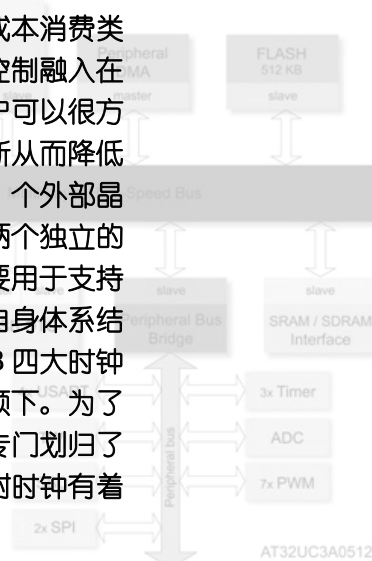 成本消费类
控制融入在
户可以很方
新从而降低
个外部晶
两个独立的
要用于支持
自身体系结
B 四大时钟
频下。为了
专门划归了
时时钟有着
Peripheral
DMA
master
FLASH
512 KB
slave
slave
Speed Bus
slave
Peripheral Bus
Bridge
slave
SRAM / SDRAM
Interface
USART
3x Timer
ADC
7x PWM
Peripheral bus
2x SPI
AT32UC3A0512